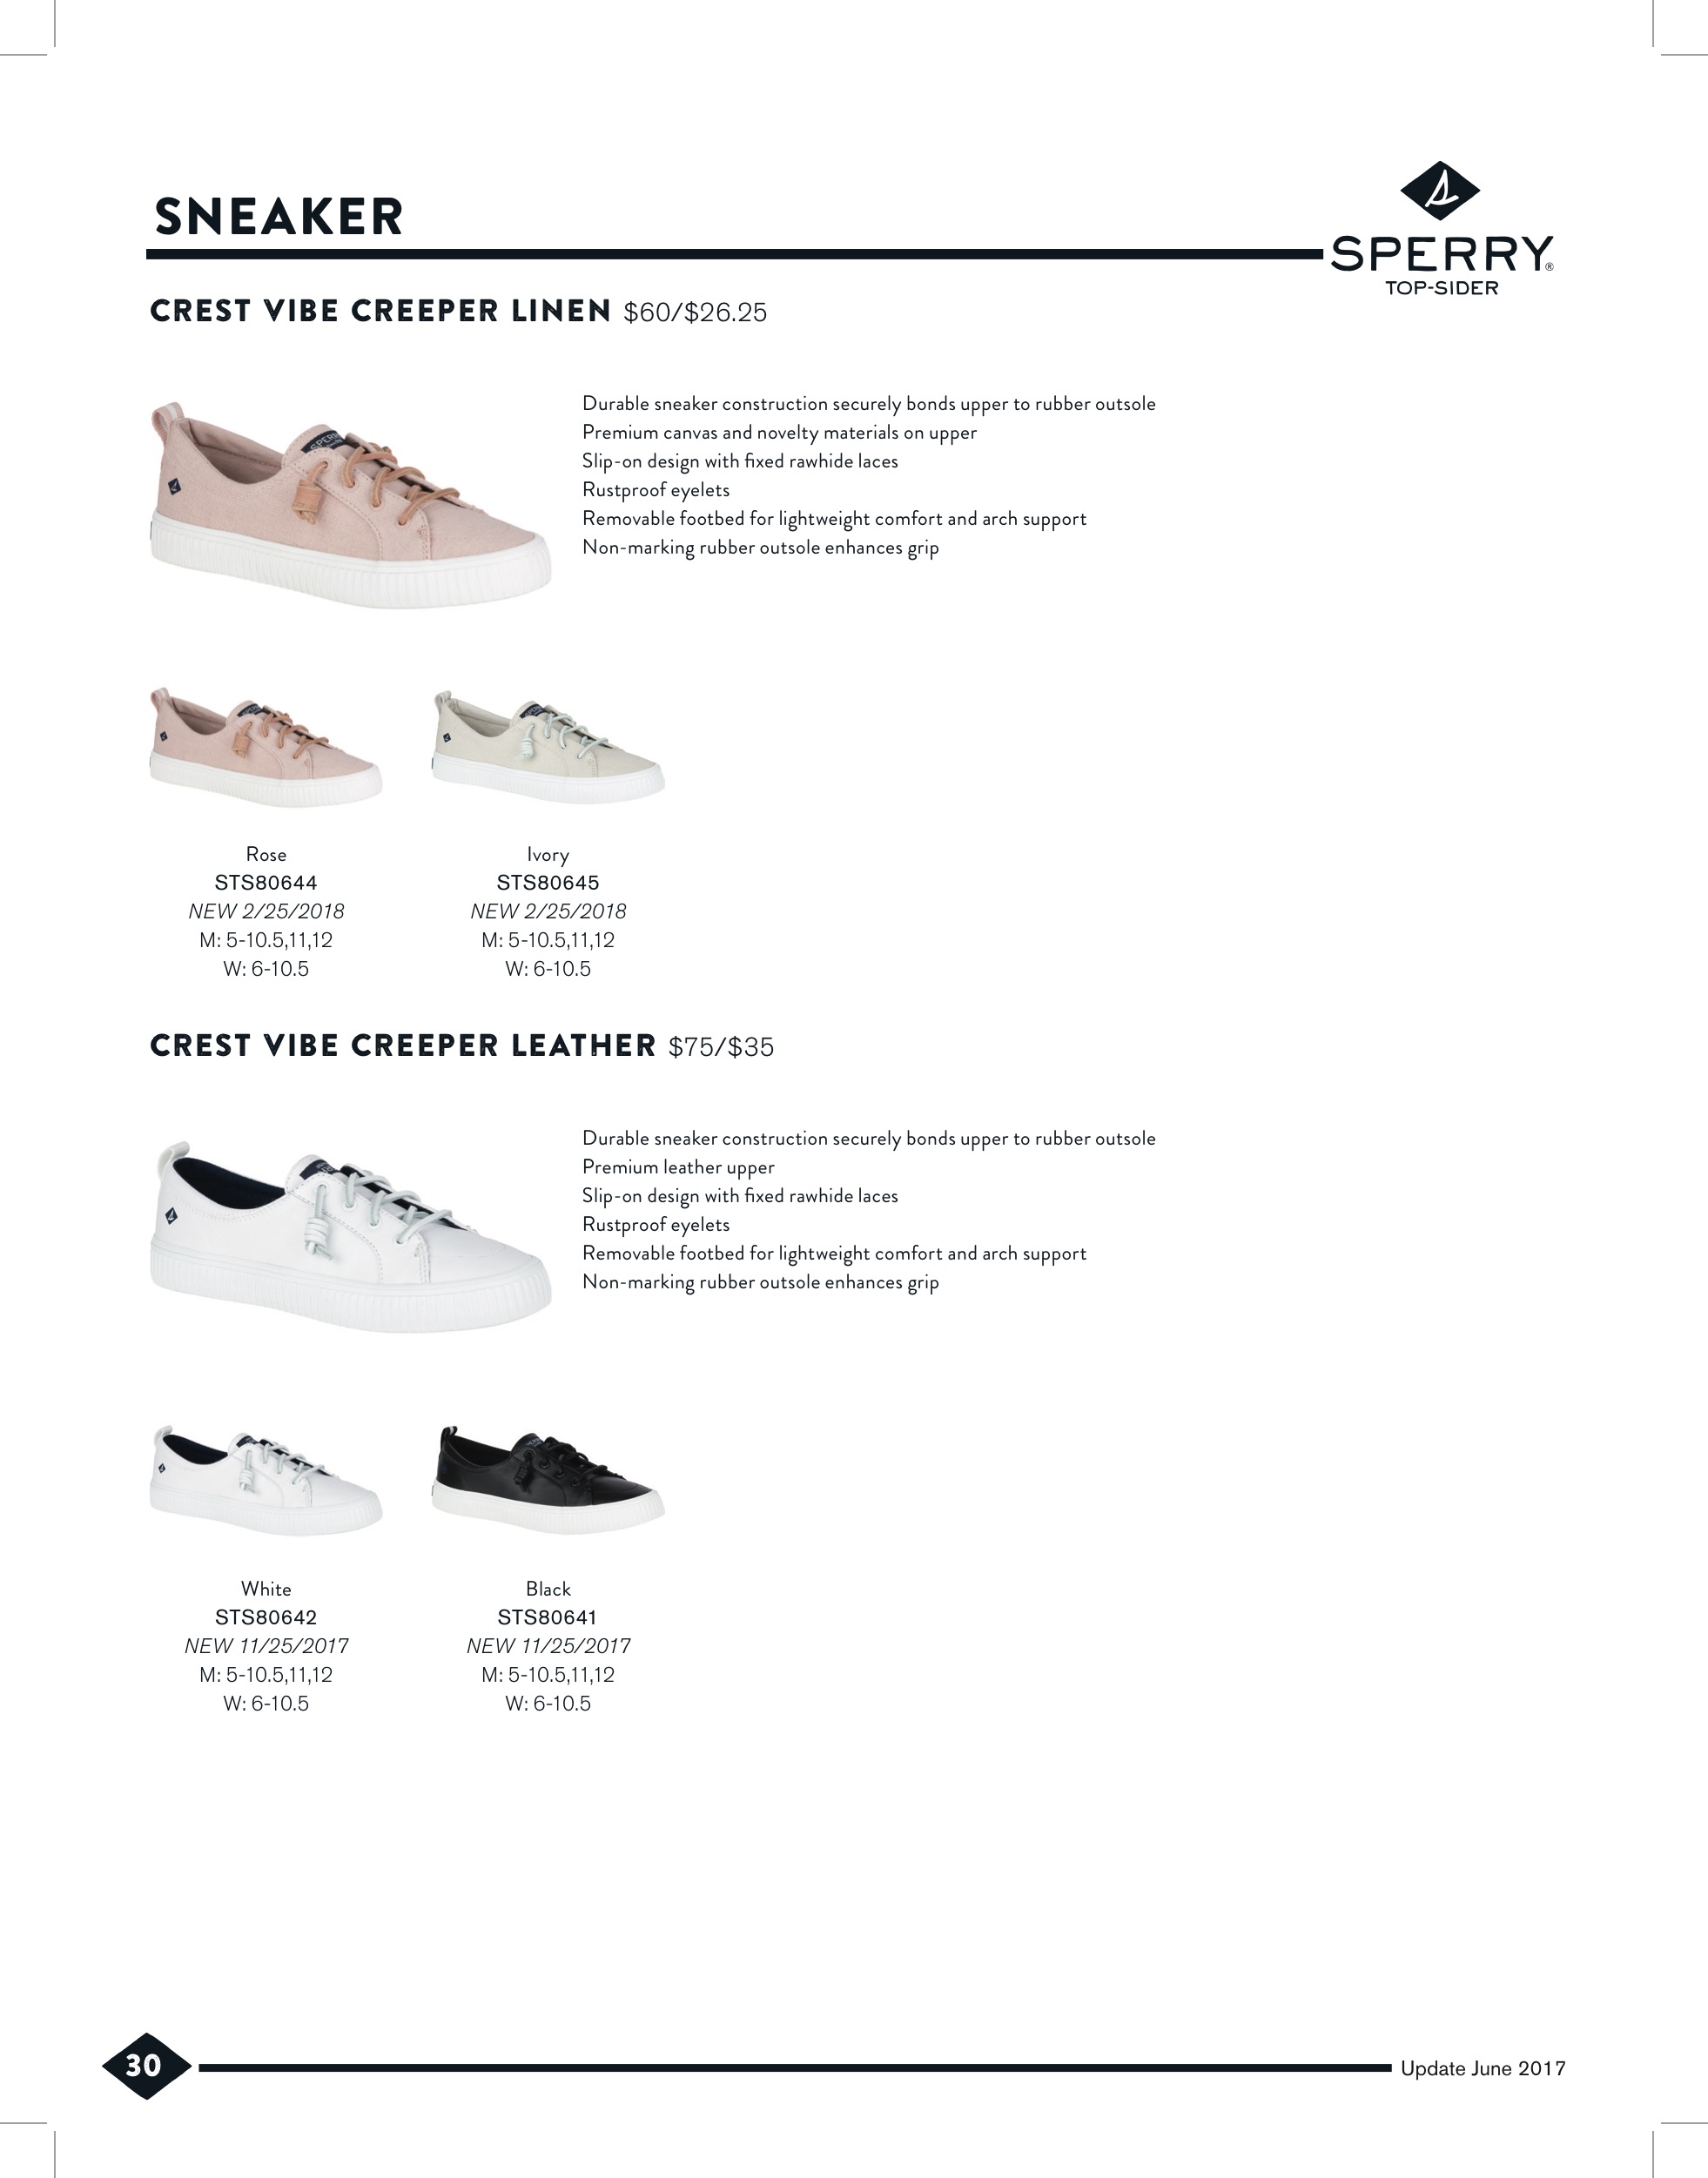 SNEAKER
SPERRY®
TOP-SIDER
CREST VIBE CREEPER LINEN $60/$26.25
Durable sneaker construction securely bonds upper to rubber outsole
Premium canvas and novelty materials on upper
Slip-on design with fixed rawhide laces
Rustproof eyelets
Removable footbed for lightweight comfort and arch support
Non-marking rubber outsole enhances grip
Rose
STS80644
NEW 2/25/2018
M: 5-10.5,11,12
W: 6-10.5
Ivory
STS80645
NEW 2/25/2018
M: 5-10.5,11,12
W: 6-10.5
CREST VIBE CREEPER LEATHER $75/$35
Durable sneaker construction securely bonds upper to rubber outsole
Premium leather upper
Slip-on design with fixed rawhide laces
Rustproof eyelets
Removable footbed for lightweight comfort and arch support
Non-marking rubber outsole enhances grip
White
STS80642
NEW 11/25/2017
M: 5-10.5,11,12
W: 6-10.5
Black
STS80641
NEW 11/25/2017
M: 5-10.5,11,12
W: 6-10.5
30
Update June 2017